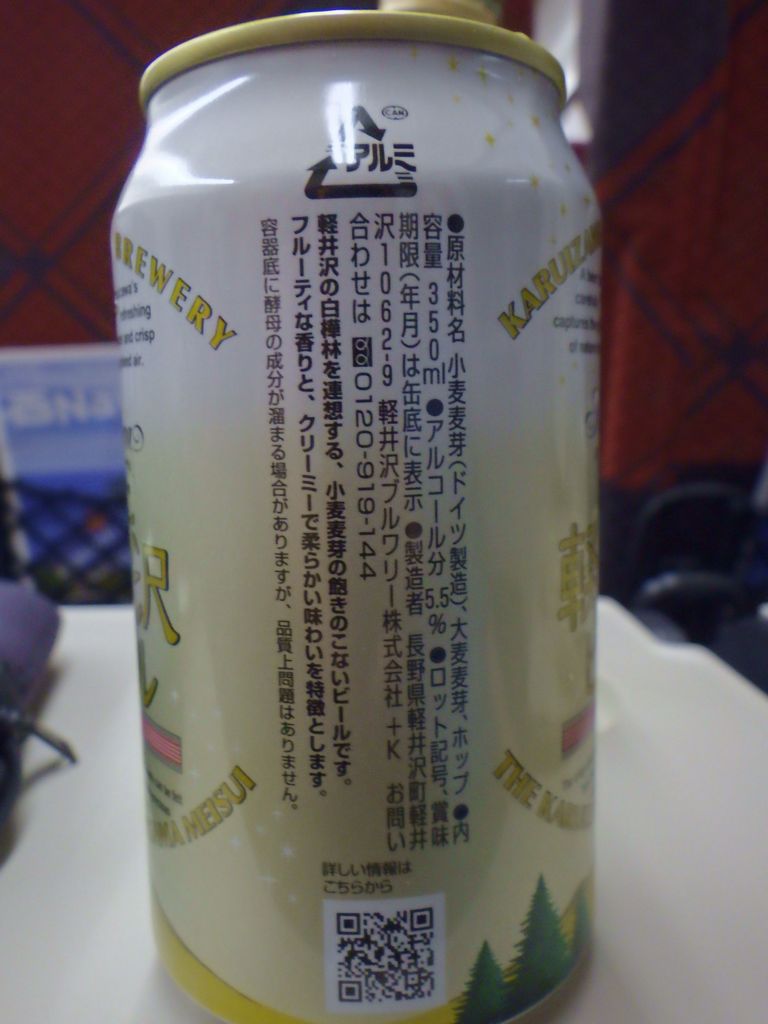 CAN
アルミ
●原材料名 小麦麦芽(ドイツ製造)、大麦麦芽、ホップ ●内
容量 350ml ●アルコール分 5.5% ●ロット記号、賞味
期限(年月)は缶底に表示 ●製造者 長野県軽井沢町軽井
沢1062-9 軽井沢ブルワリー株式会社 +K お問い
合わせは 0120-919-144
軽井沢の白樺林を連想する、小麦麦芽の飽きのこないビールです。
フルーティな香りと、クリーミーで柔らかい味わいを特徴とします。
容器底に酵母の成分が溜まる場合がありますが、品質上問題はありません。
詳しい情報は
こちらから
BREWERY
and crisp
沢
ル
MEISUI
captures
THE